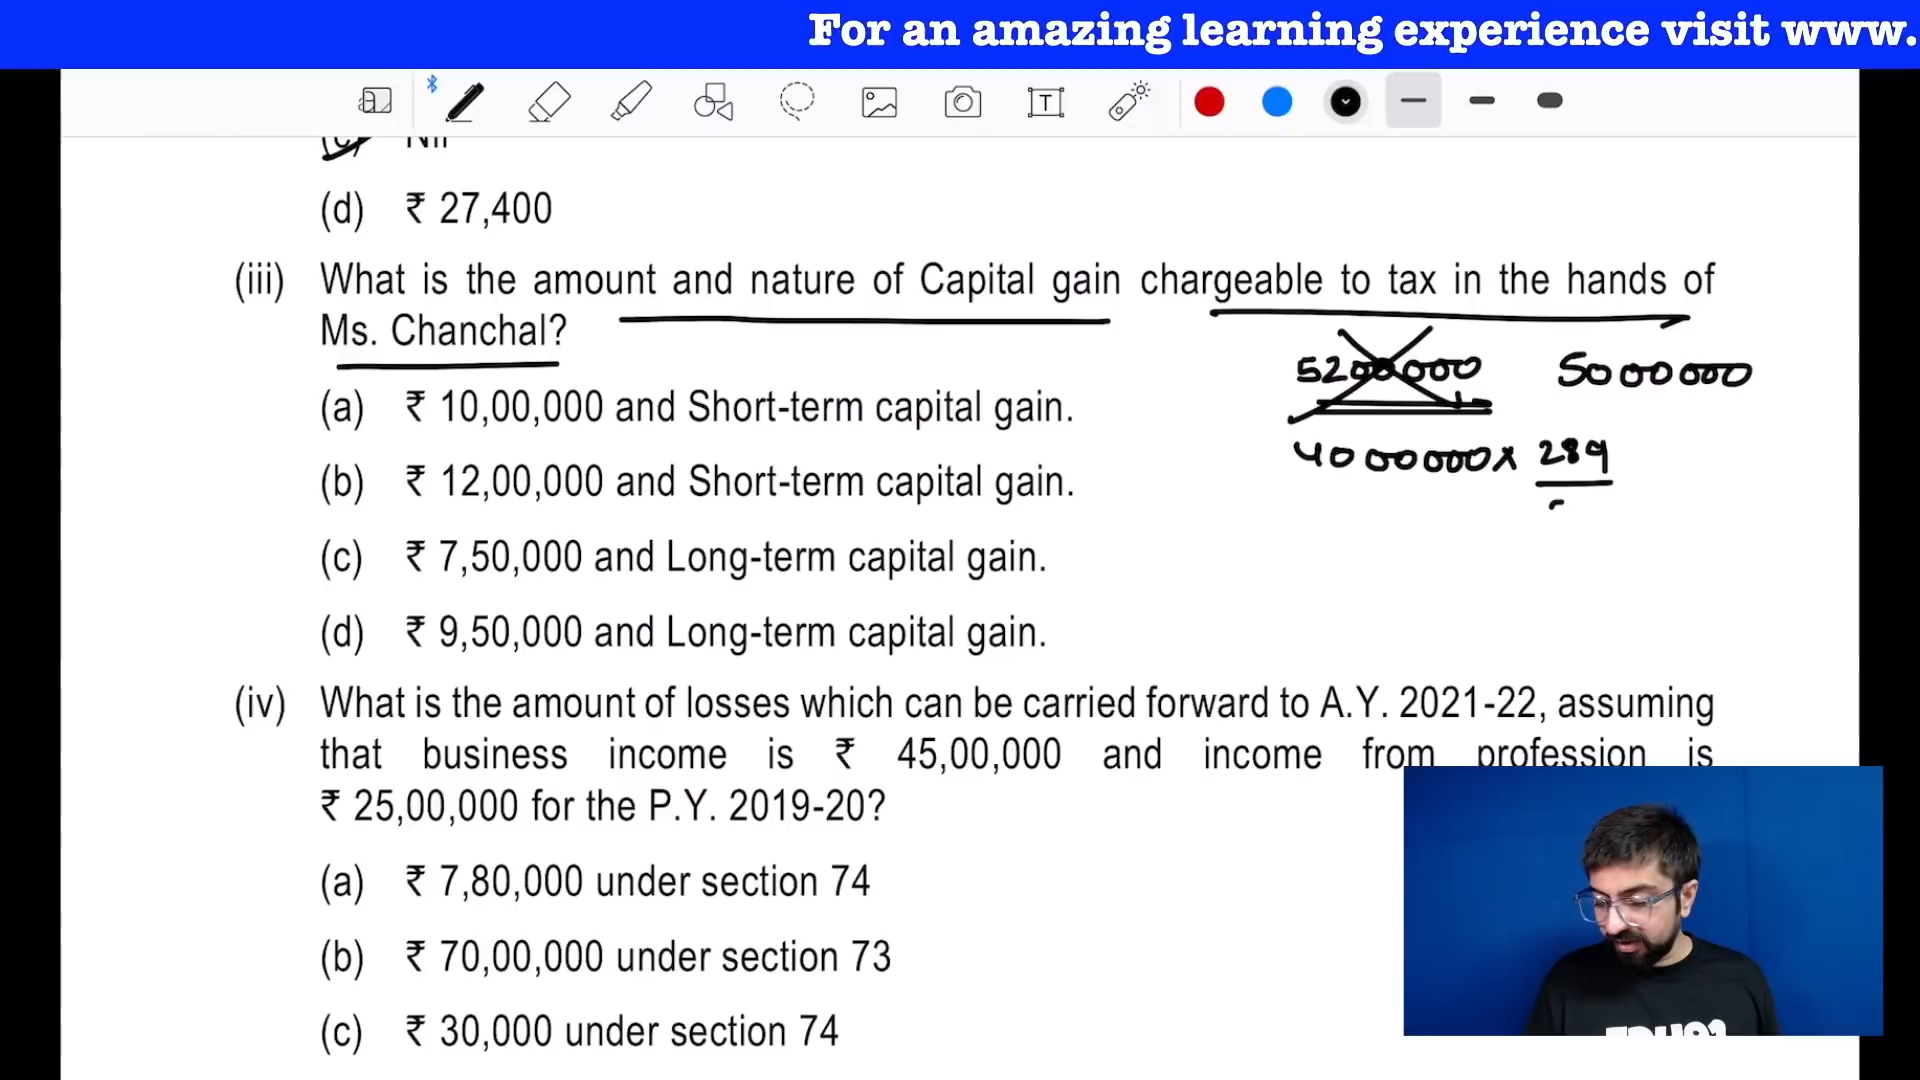 For an amazing learning experience visit www.
(c) Nil
(d) ₹ 27,400
(iii) What is the amount and nature of Capital gain chargeable to tax in the hands of
Ms. Chanchal?
5200000 5000000
(a) ₹ 10,00,000 and Short-term capital gain.
4000000 x 289
(b) ₹ 12,00,000 and Short-term capital gain.
(c) ₹ 7,50,000 and Long-term capital gain.
(d) ₹ 9,50,000 and Long-term capital gain.
(iv) What is the amount of losses which can be carried forward to A.Y. 2021-22, assuming
that business income is ₹ 45,00,000 and income from profession is
₹ 25,00,000 for the P.Y. 2019-20?
(a) ₹ 7,80,000 under section 74
(b) ₹ 70,00,000 under section 73
(c) ₹ 30,000 under section 74